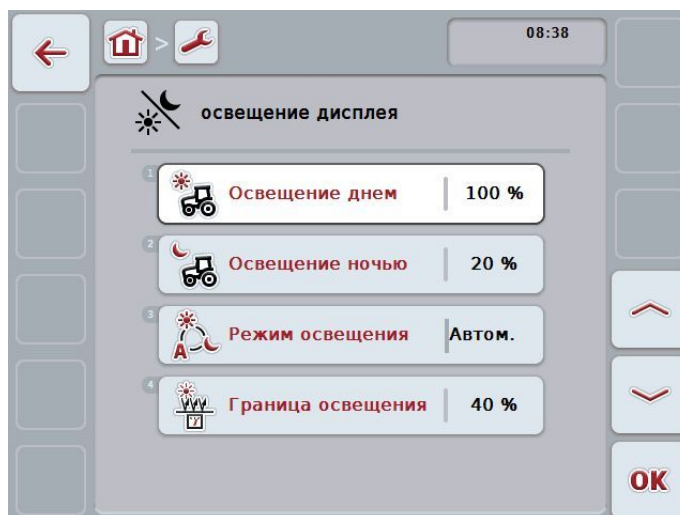 08:38
>
освещение дисплея
1
Освещение днем 100 %
2
Освещение ночью 20 %
3
A
Режим освещения Автом.
4
Граница освещения 40 %
OK